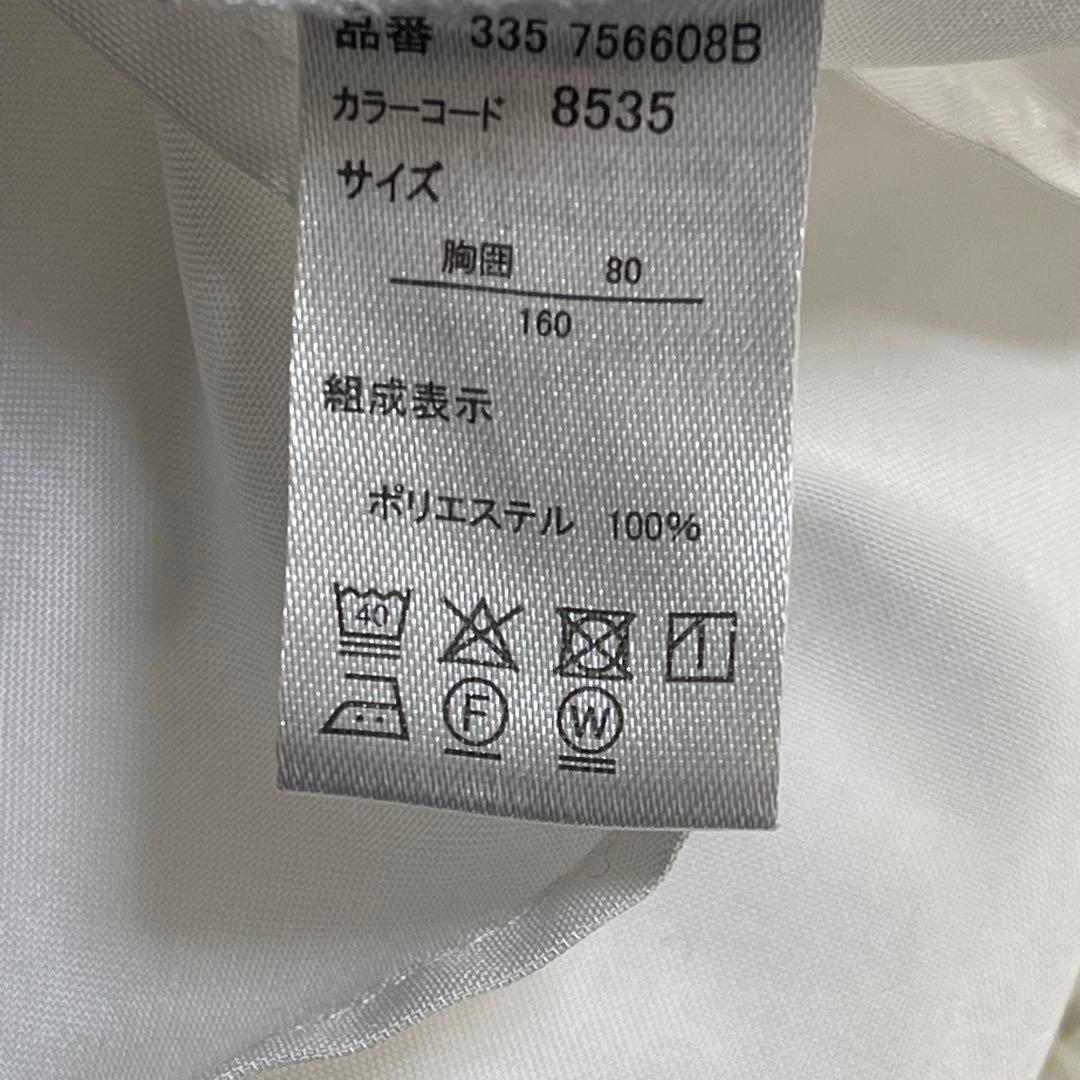 品番 335 756608B
カラーコード 8535
サイズ
胸囲 80
160
組成表示
ポリエステル 100%
40
F W